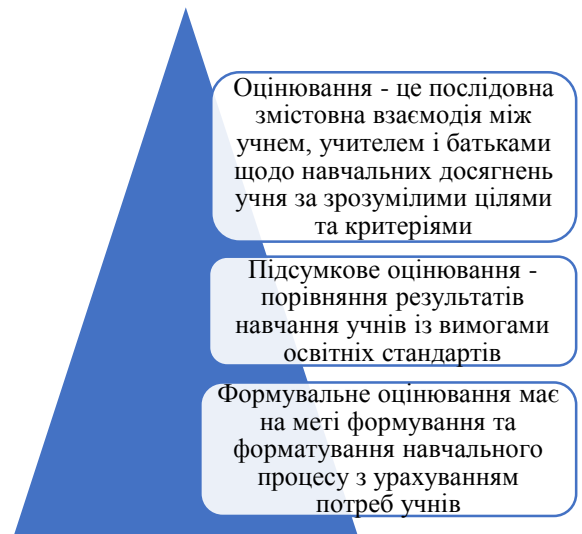 Оцінювання - це послідовна
змістовна взаємодія між
учнем, учителем і батьками
щодо навчальних досягнень
учня за зрозумілими цілями
та критеріями
Підсумкове оцінювання -
порівняння результатів
навчання учнів із вимогами
освітніх стандартів
Формувальне оцінювання має
на меті формування та
форматування навчального
процесу з урахуванням
потреб учнів